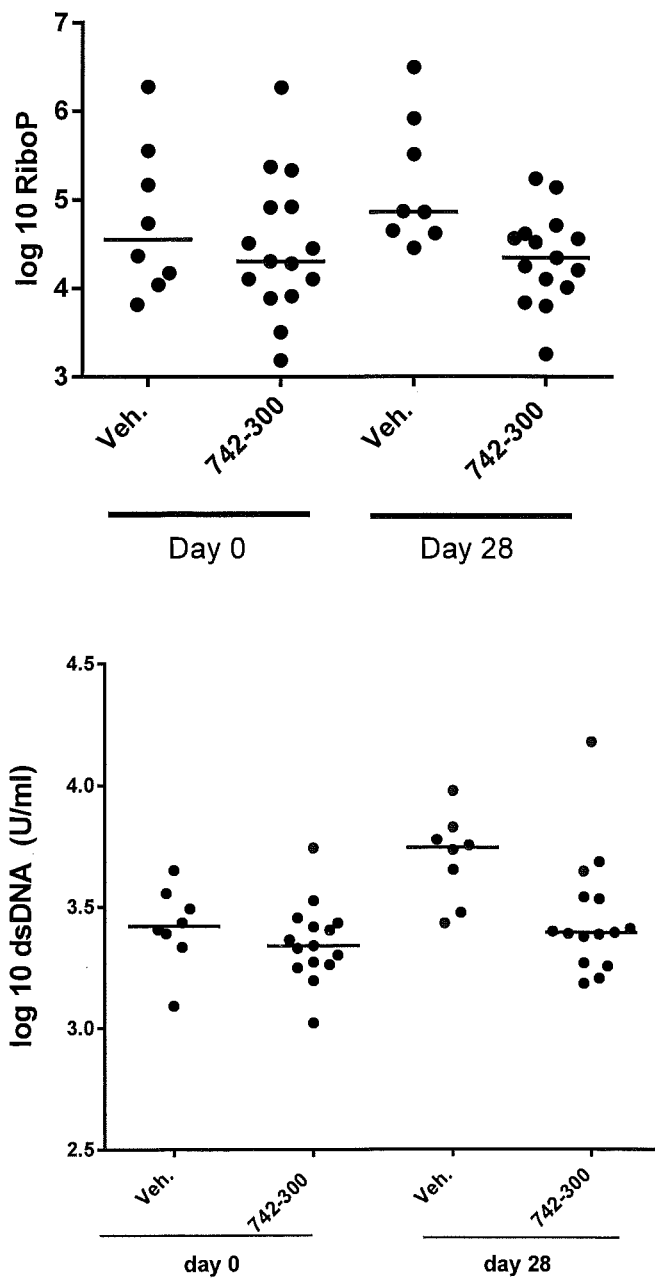 log 10 RiboP
7
6
5
4
3
Veh.
742-300
Veh.
742-300
Day 0
Day 28
log 10 dsDNA (U/ml)
4.5
4.0
3.5
3.0
2.5
Veh.
742-300
Veh.
742-300
day 0
day 28